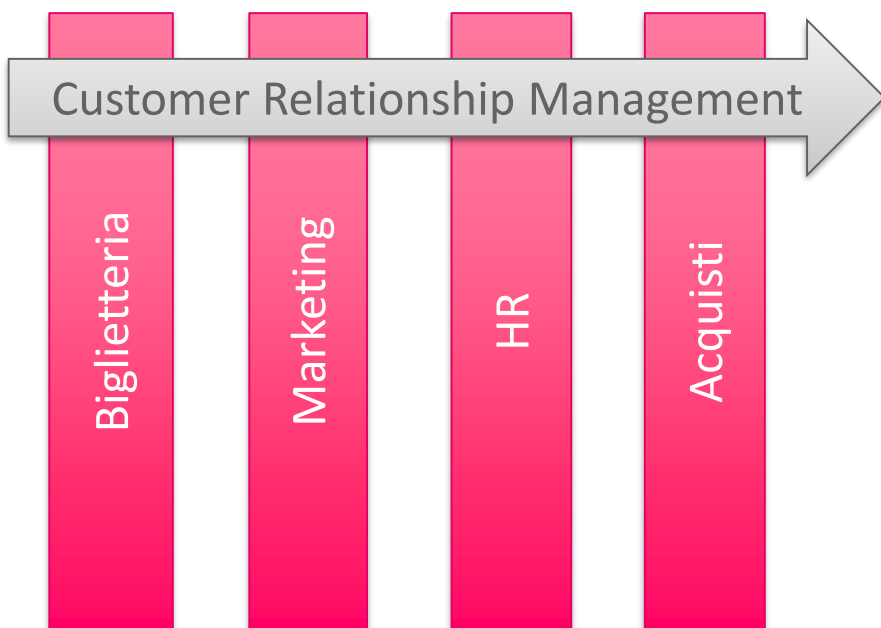 Customer Relationship Management
Biglietteria
Marketing
HR
Acquisti